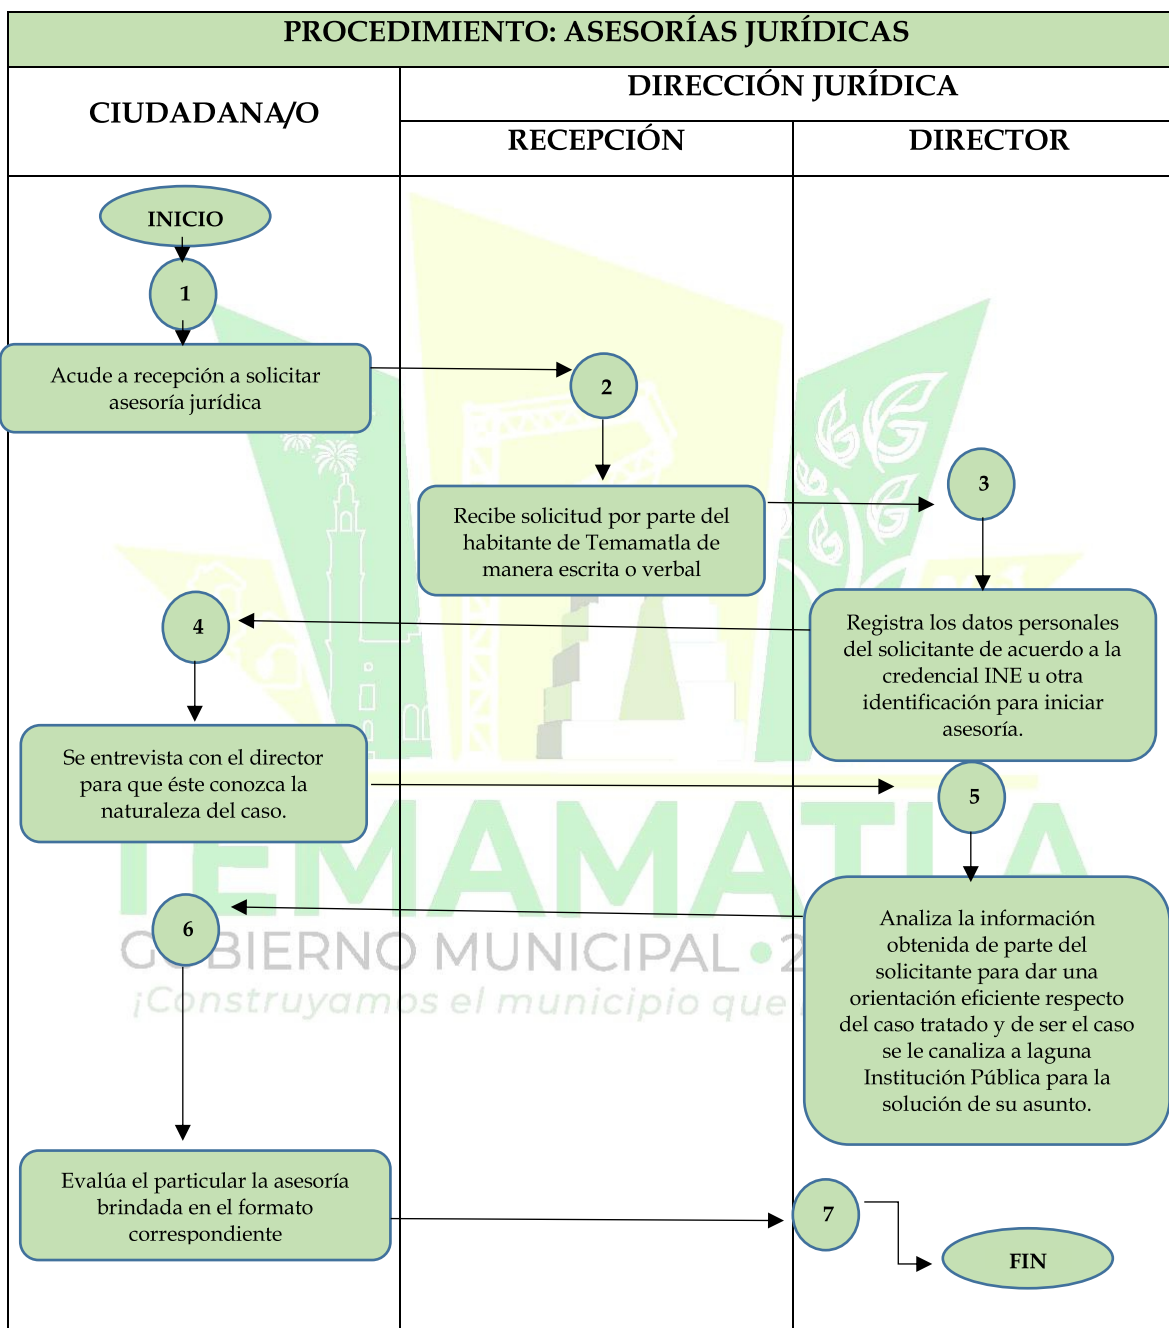 PROCEDIMIENTO: ASESORÍAS JURÍDICAS
CIUDADANA/O
DIRECCIÓN JURÍDICA
RECEPCIÓN
DIRECTOR
INICIO
1
Acude a recepción a solicitar
asesoría jurídica
2
Recibe solicitud por parte del
habitante de Temamatla de
manera escrita o verbal
3
Registra los datos personales
del solicitante de acuerdo a la
credencial INE u otra
identificación para iniciar
asesoría.
4
Se entrevista con el director
para que éste conozca la
naturaleza del caso.
5
Analiza la información
obtenida de parte del
solicitante para dar una
orientación eficiente respecto
del caso tratado y de ser el caso
se le canaliza a laguna
Institución Pública para la
solución de su asunto.
6
Evalúa el particular la asesoría
brindada en el formato
correspondiente
7
FIN
TEMAMATLA
GOBIERNO MUNICIPAL • 2
¡Construyamos el municipio que